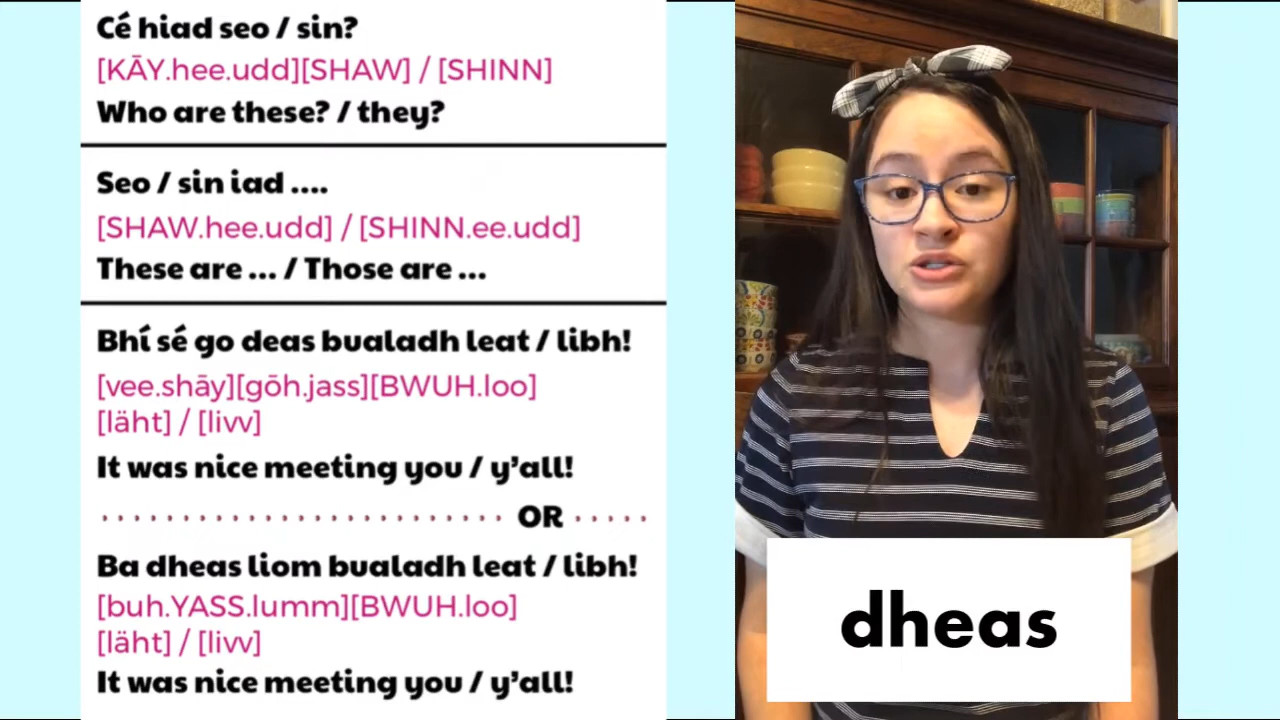 Cé hiad seo / sin?
[KĀY.hee.udd][SHAW] / [SHINN]
Who are these? / they?
Seo / sin iad ....
[SHAW.hee.udd] / [SHINN.ee.udd]
These are ... / Those are ...
Bhí sé go deas bualadh leat / libh!
[vee.shāy][gōh.jass][BWUH.loo]
[läht] / [livv]
It was nice meeting you / y'all!
OR
Ba dheas liom bualadh leat / libh!
[buh.YASS.lumm][BWUH.loo]
[läht] / [livv]
It was nice meeting you / y'all!
dheas